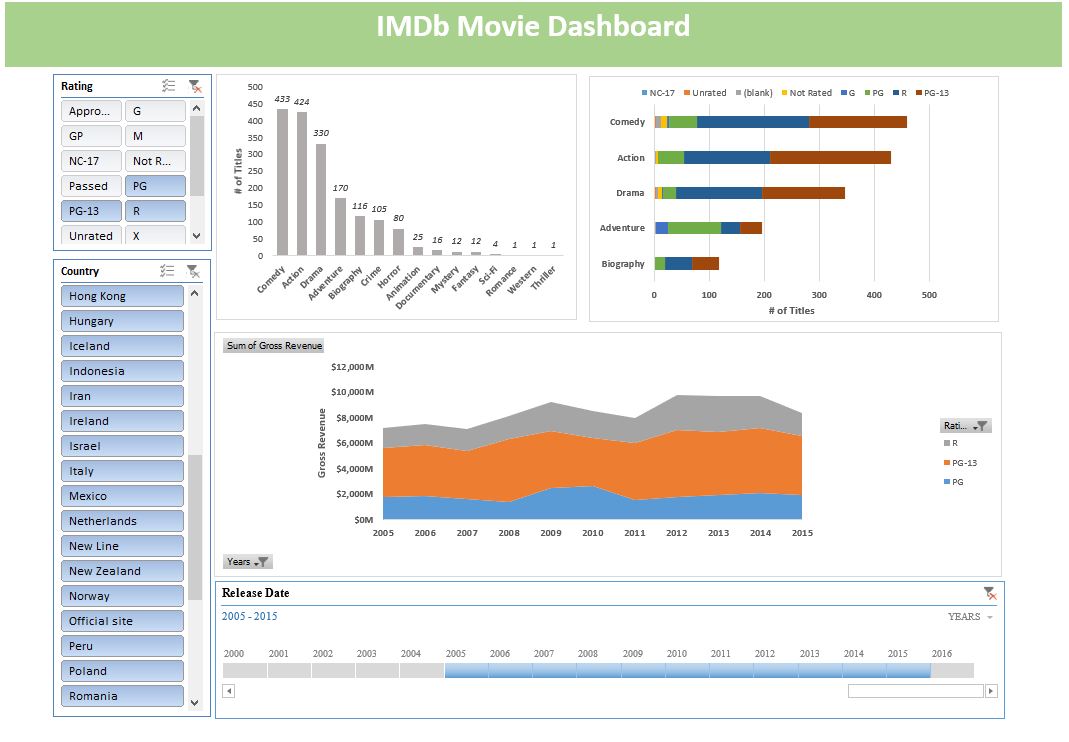 IMDb Movie Dashboard
Rating
Appro... G
GP M
NC-17 Not R...
Passed PG
PG-13 R
Unrated X
Country
Hong Kong
Hungary
Iceland
Indonesia
Iran
Ireland
Israel
Italy
Mexico
Netherlands
New Line
New Zealand
Norway
Official site
Peru
Poland
Romania
# of Titles
500
450
400
350
300
250
200
150
100
50
0
433 424 330 170 116 105 80 25 16 12 12 4 1 1 1
Comedy Action Drama Adventure Biography Crime Horror Animation Documentary Mystery Fantasy Sci-Fi Romance Western Thriller
NC-17 Unrated (blank) Not Rated G PG R PG-13
Comedy
Action
Drama
Adventure
Biography
0 100 200 300 400 500
# of Titles
Sum of Gross Revenue
Gross Revenue
$12,000M
$10,000M
$8,000M
$6,000M
$4,000M
$2,000M
$0M
2005 2006 2007 2008 2009 2010 2011 2012 2013 2014 2015
Rati...
R
PG-13
PG
Years
Release Date
2005 - 2015 YEARS
2000 2001 2002 2003 2004 2005 2006 2007 2008 2009 2010 2011 2012 2013 2014 2015 2016